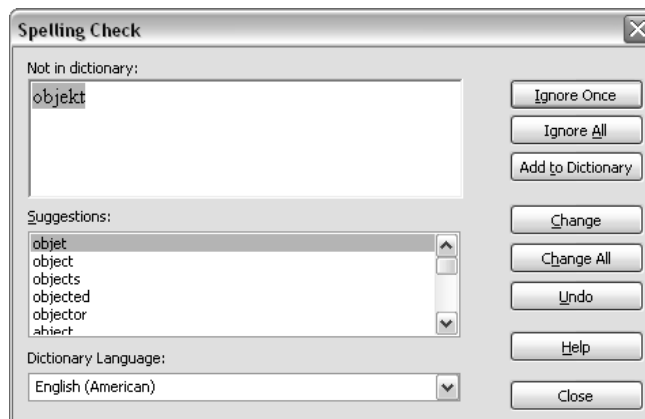 Spelling Check
Not in dictionary:
objekt
Ignore Once
Ignore All
Add to Dictionary
Suggestions:
objet
object
objects
objected
objector
abject
Change
Change All
Undo
Dictionary Language:
English (American)
Help
Close